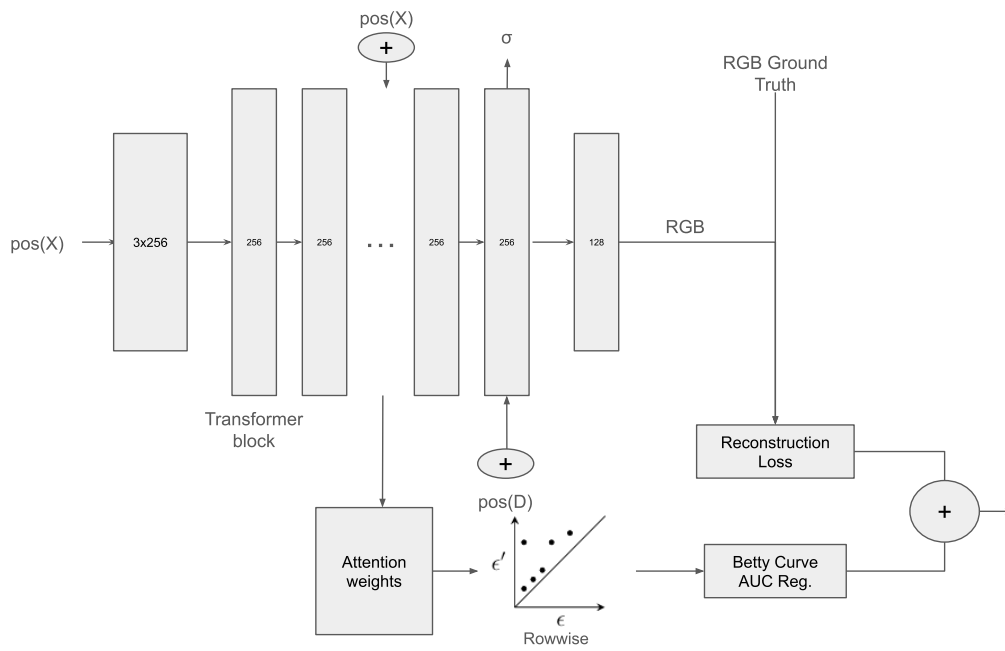 pos(X)
+
σ
RGB Ground
Truth
pos(X)
3x256
256
256
...
256
256
128
RGB
Transformer
block
+
pos(D)
Reconstruction
Loss
+
Attention
weights
ϵ′
ϵ
Rowwise
Betty Curve
AUC Reg.